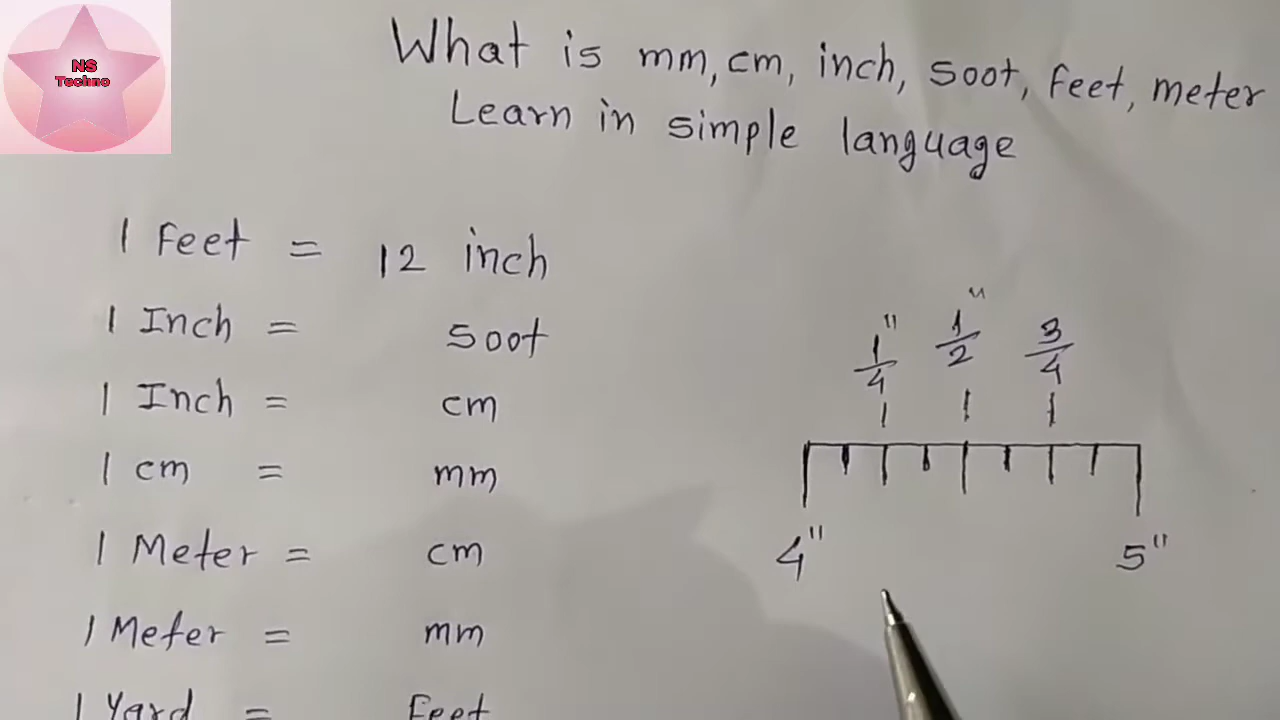 NS
Techno
What is mm, cm, inch, soot, feet, meter
Learn in simple language
1 Feet = 12 inch
1 Inch = soot
1 Inch = cm
1 cm = mm
1 Meter = cm
1 Meter = mm
1 Yard = Feet
1/4" 1/2" 3/4
4" 5"